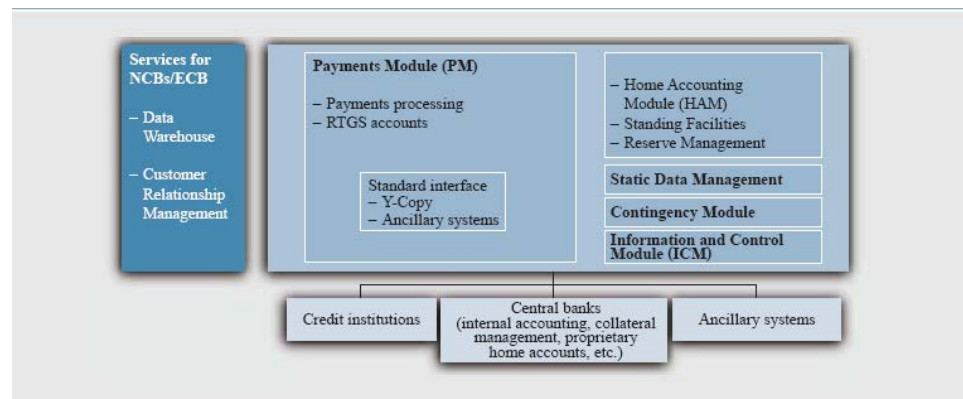 Services for
NCBs/ECB
– Data
Warehouse
– Customer
Relationship
Management
Payments Module (PM)
– Payments processing
– RTGS accounts
Standard interface
– Y-Copy
– Ancillary systems
– Home Accounting
Module (HAM)
– Standing Facilities
– Reserve Management
Static Data Management
Contingency Module
Information and Control
Module (ICM)
Credit institutions
Central banks
(internal accounting, collateral
management, proprietary
home accounts, etc.)
Ancillary systems